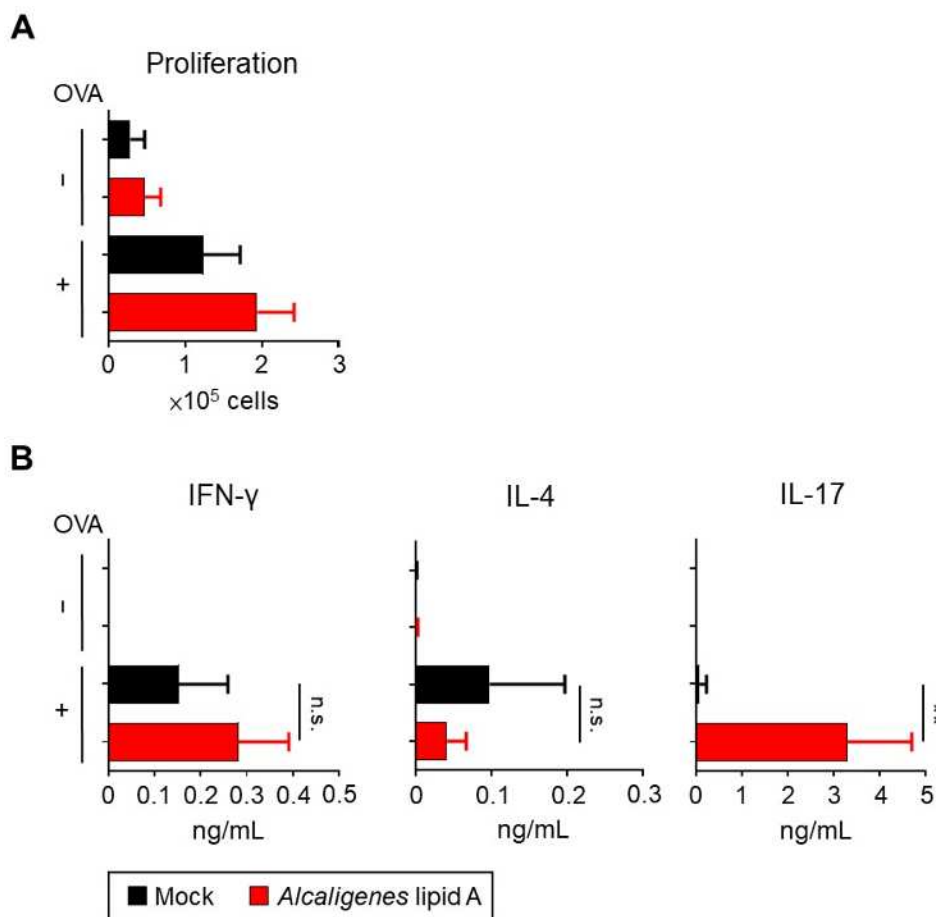 A
Proliferation
OVA
−
+
0 1 2 3
×10⁵ cells
B
IFN-γ IL-4 IL-17
OVA
−
+
n.s. n.s. **
0 0.1 0.2 0.3 0.4 0.5 0 0.1 0.2 0.3 0 1 2 3 4 5
ng/mL ng/mL ng/mL
Mock Alcaligenes lipid A